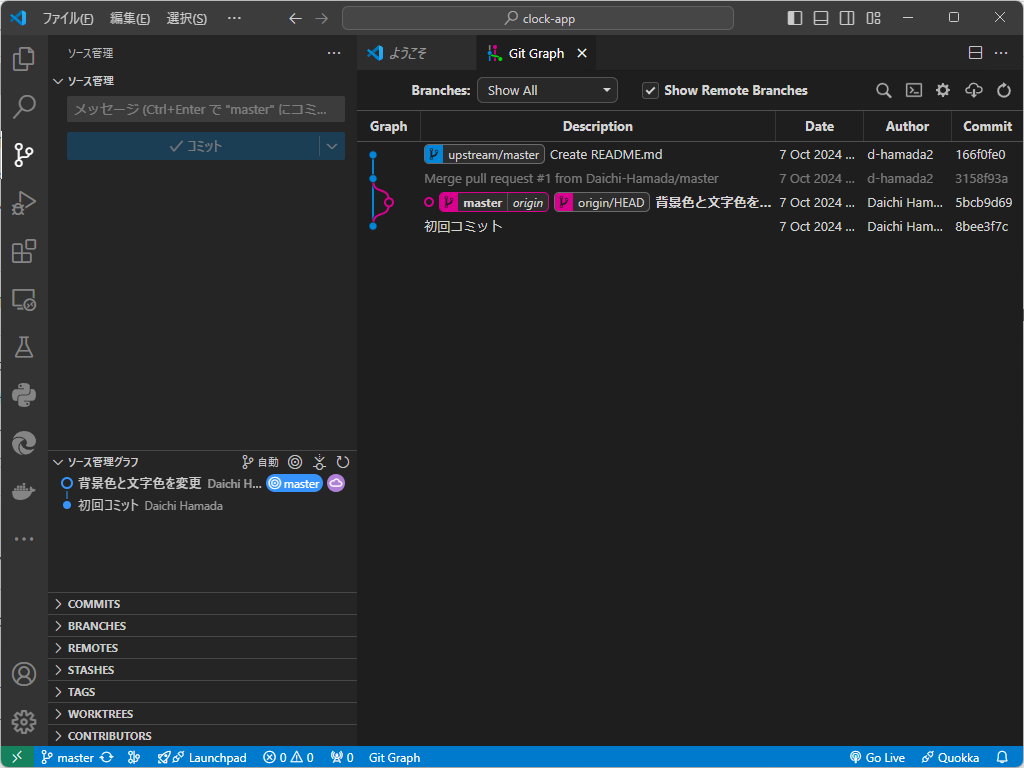 ファイル(F) 編集(E) 選択(S) ··· clock-app
ソース管理 ···
ようこそ Git Graph
ソース管理
メッセージ (Ctrl+Enter で "master" にコミ...
コミット
Branches: Show All Show Remote Branches
Graph Description Date Author Commit
upstream/master Create README.md 7 Oct 2024 ... d-hamada2 166f0fe0
Merge pull request #1 from Daichi-Hamada/master 7 Oct 2024 ... d-hamada2 3158f93a
master origin origin/HEAD 背景色と文字色を... 7 Oct 2024 ... Daichi Ham... 5bcb9d69
初回コミット 7 Oct 2024 ... Daichi Ham... 8bee3f7c
ソース管理グラフ 自動
背景色と文字色を変更 Daichi H... master
初回コミット Daichi Hamada
COMMITS
BRANCHES
REMOTES
STASHES
TAGS
WORKTREES
CONTRIBUTORS
master Launchpad 0 0 0 Git Graph Go Live Quokka